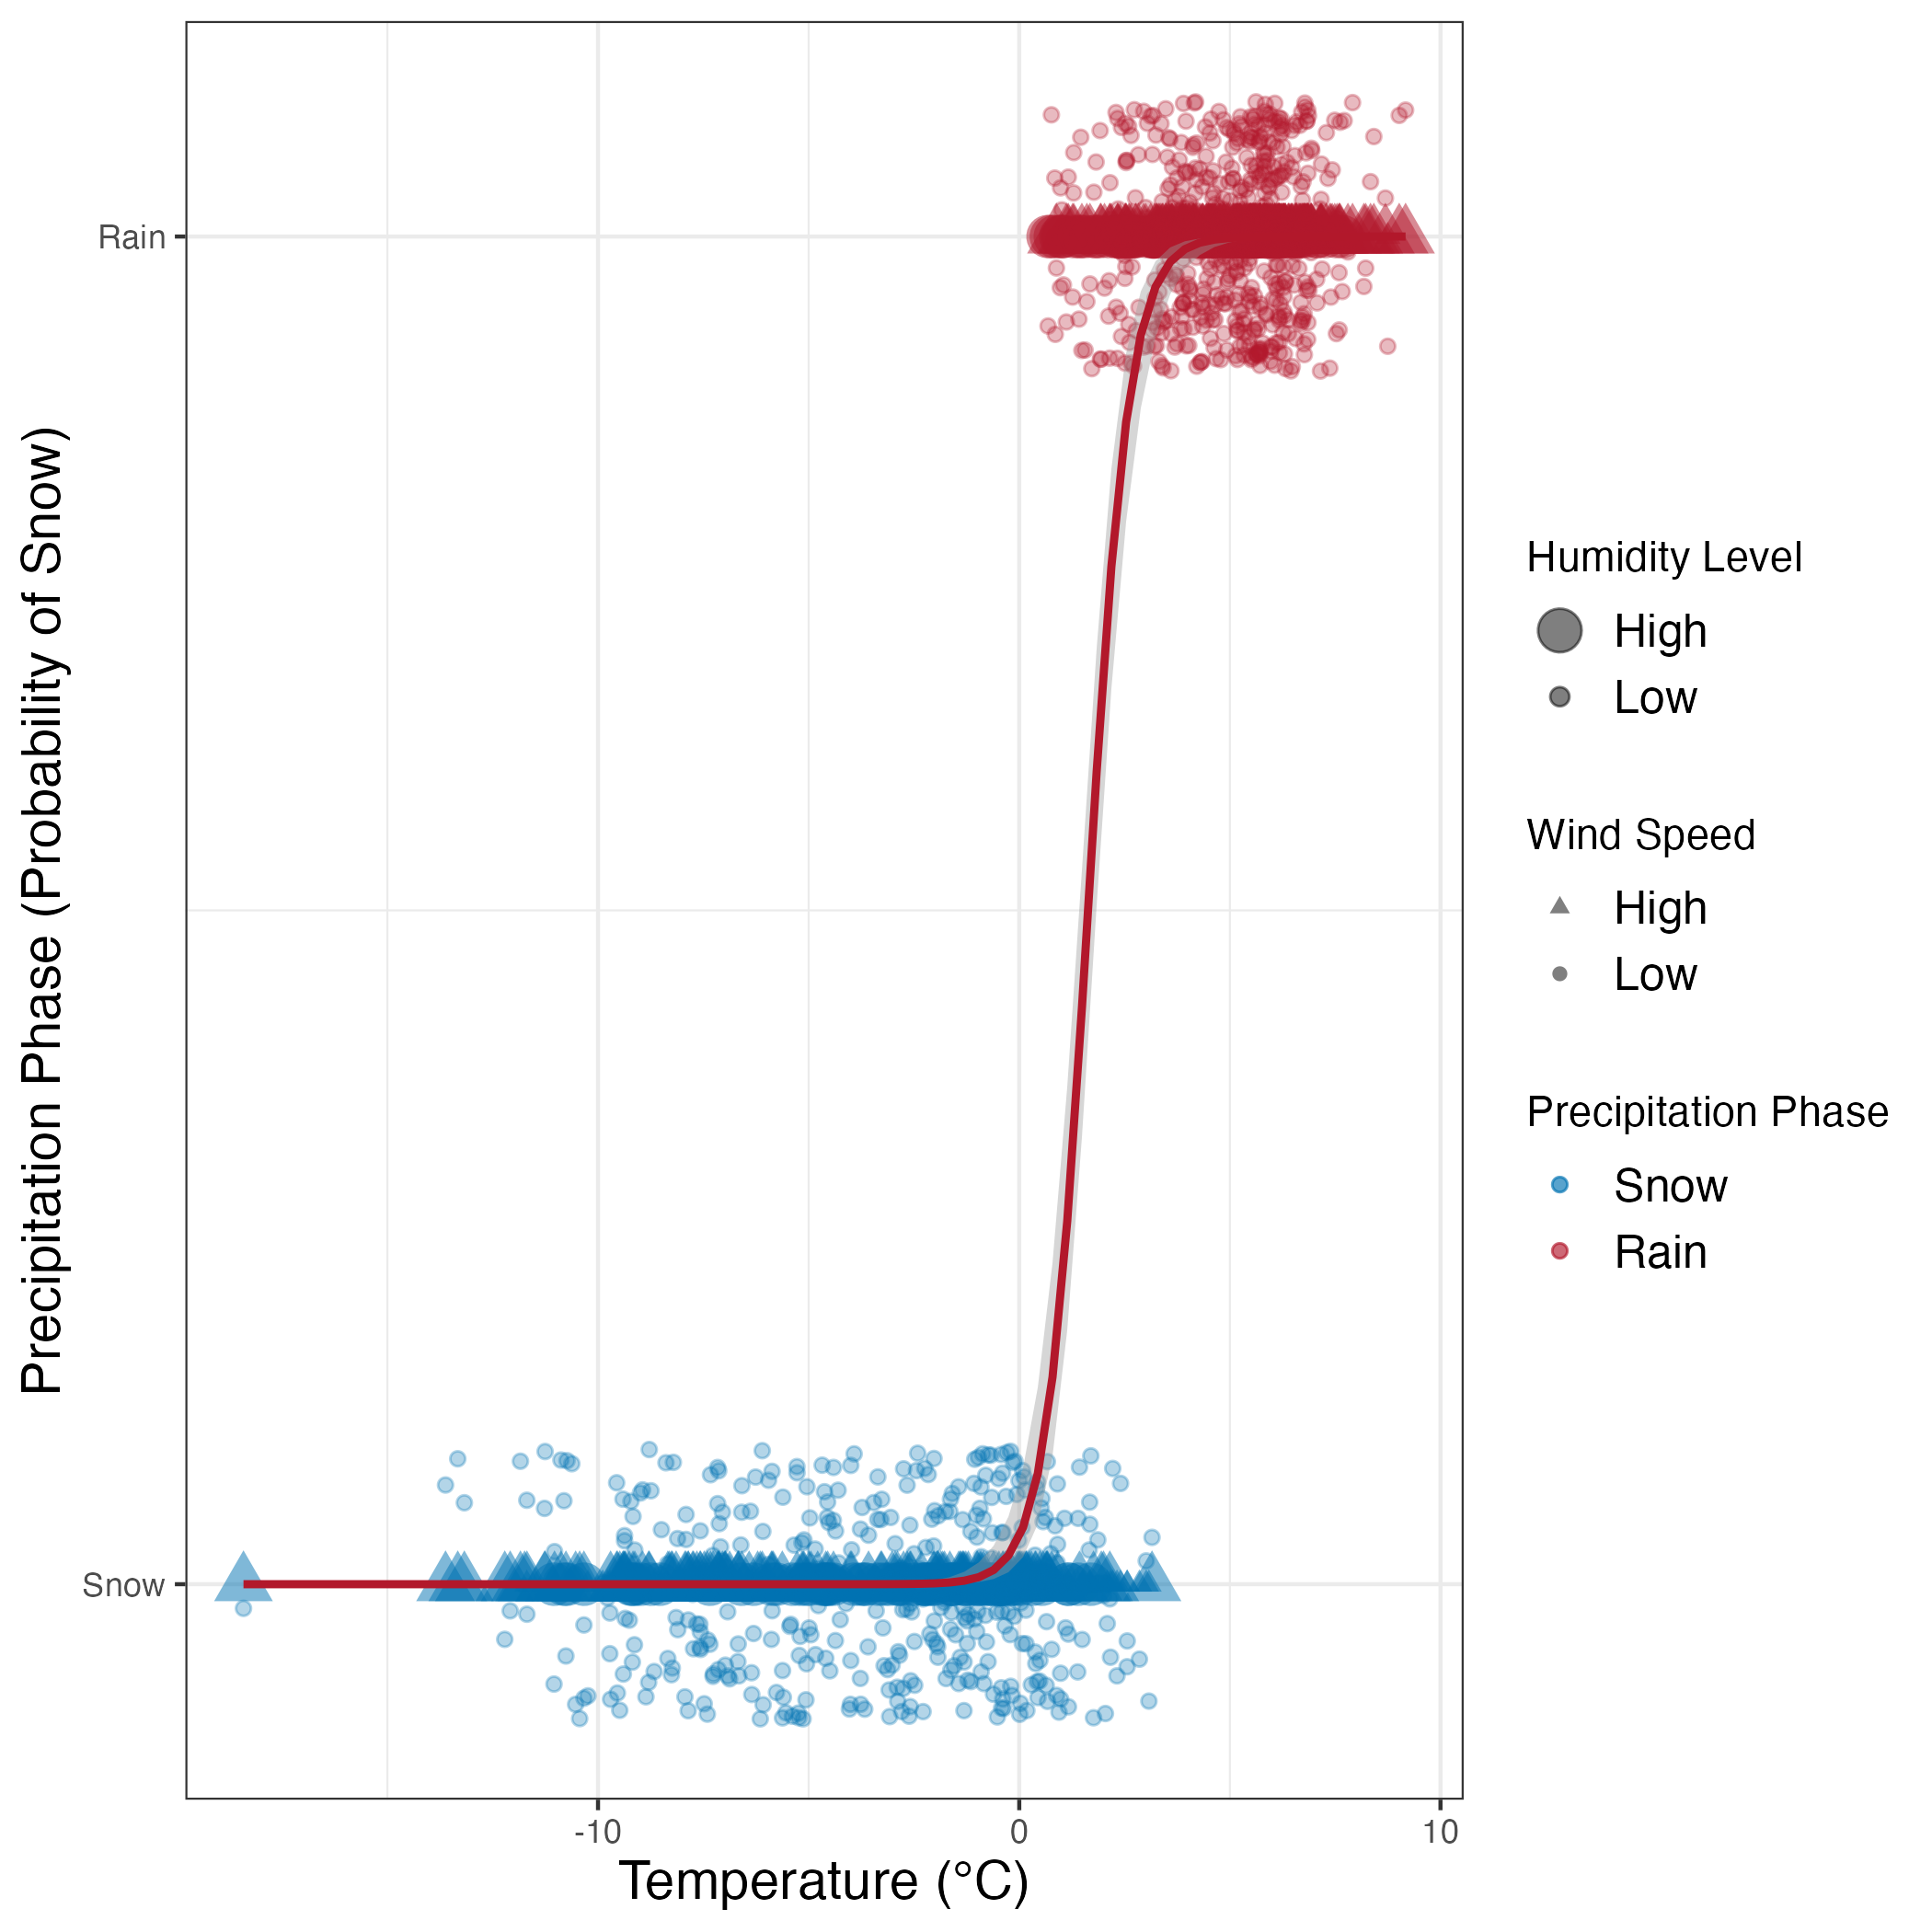 Precipitation Phase (Probability of Snow)
Rain
Snow
-10
0
10
Temperature (°C)
Humidity Level
High
Low
Wind Speed
High
Low
Precipitation Phase
Snow
Rain